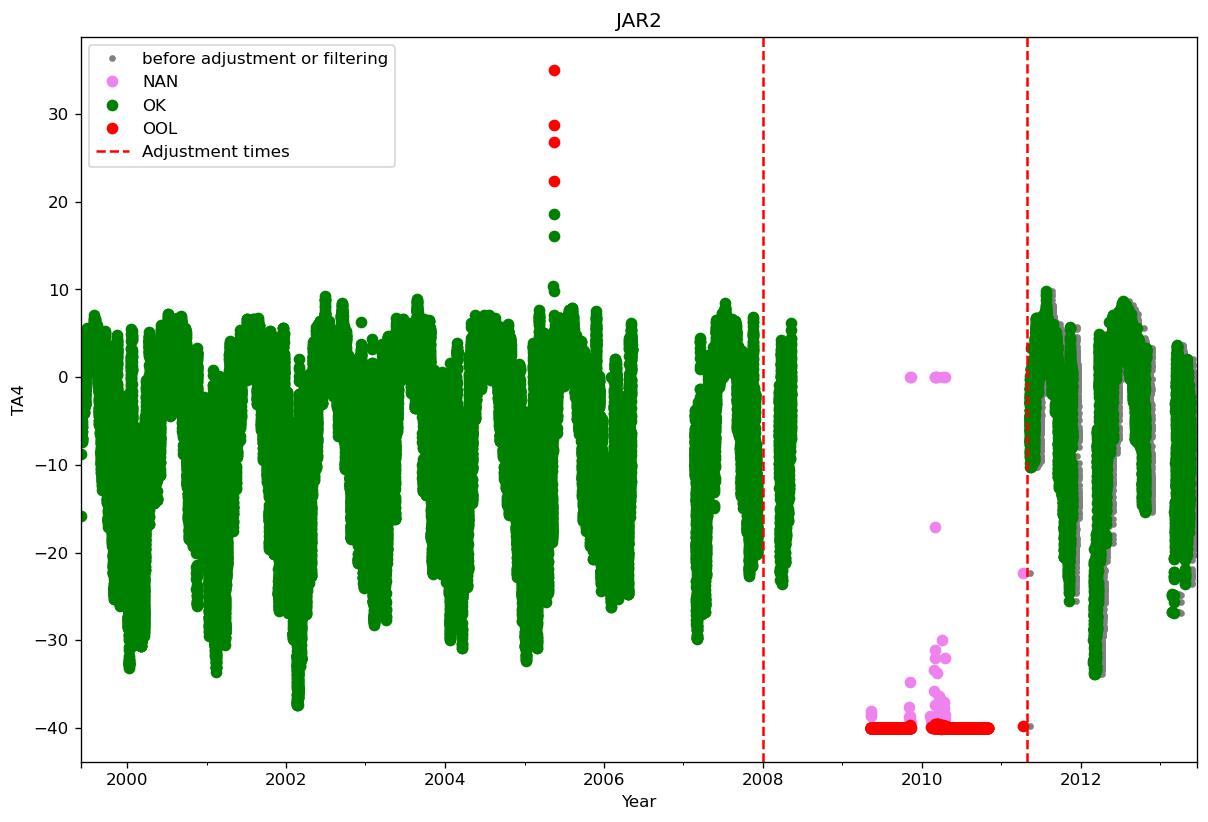 JAR2
before adjustment or filtering
NAN
OK
OOL
Adjustment times
30
20
10
0
−10
−20
−30
−40
TA4
2000 2002 2004 2006 2008 2010 2012
Year